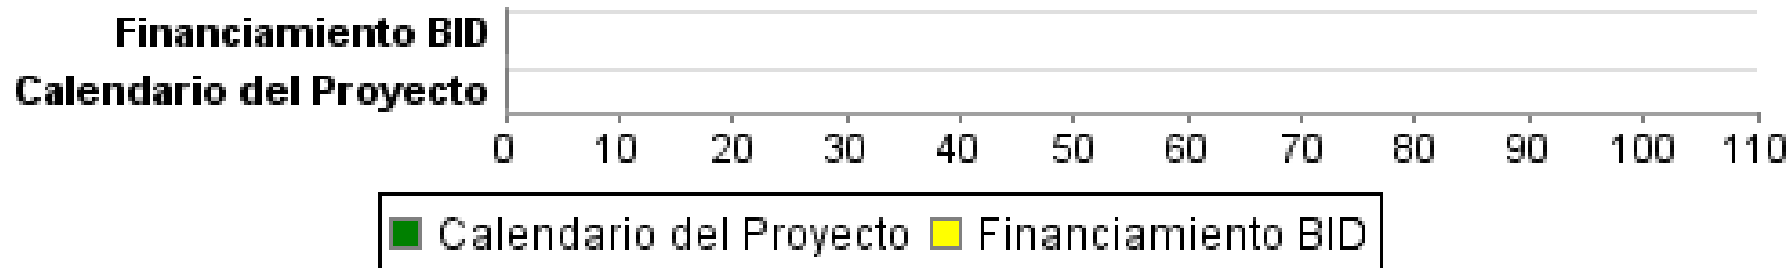 Financiamiento BID
Calendario del Proyecto
0 10 20 30 40 50 60 70 80 90 100 110
Calendario del Proyecto Financiamiento BID